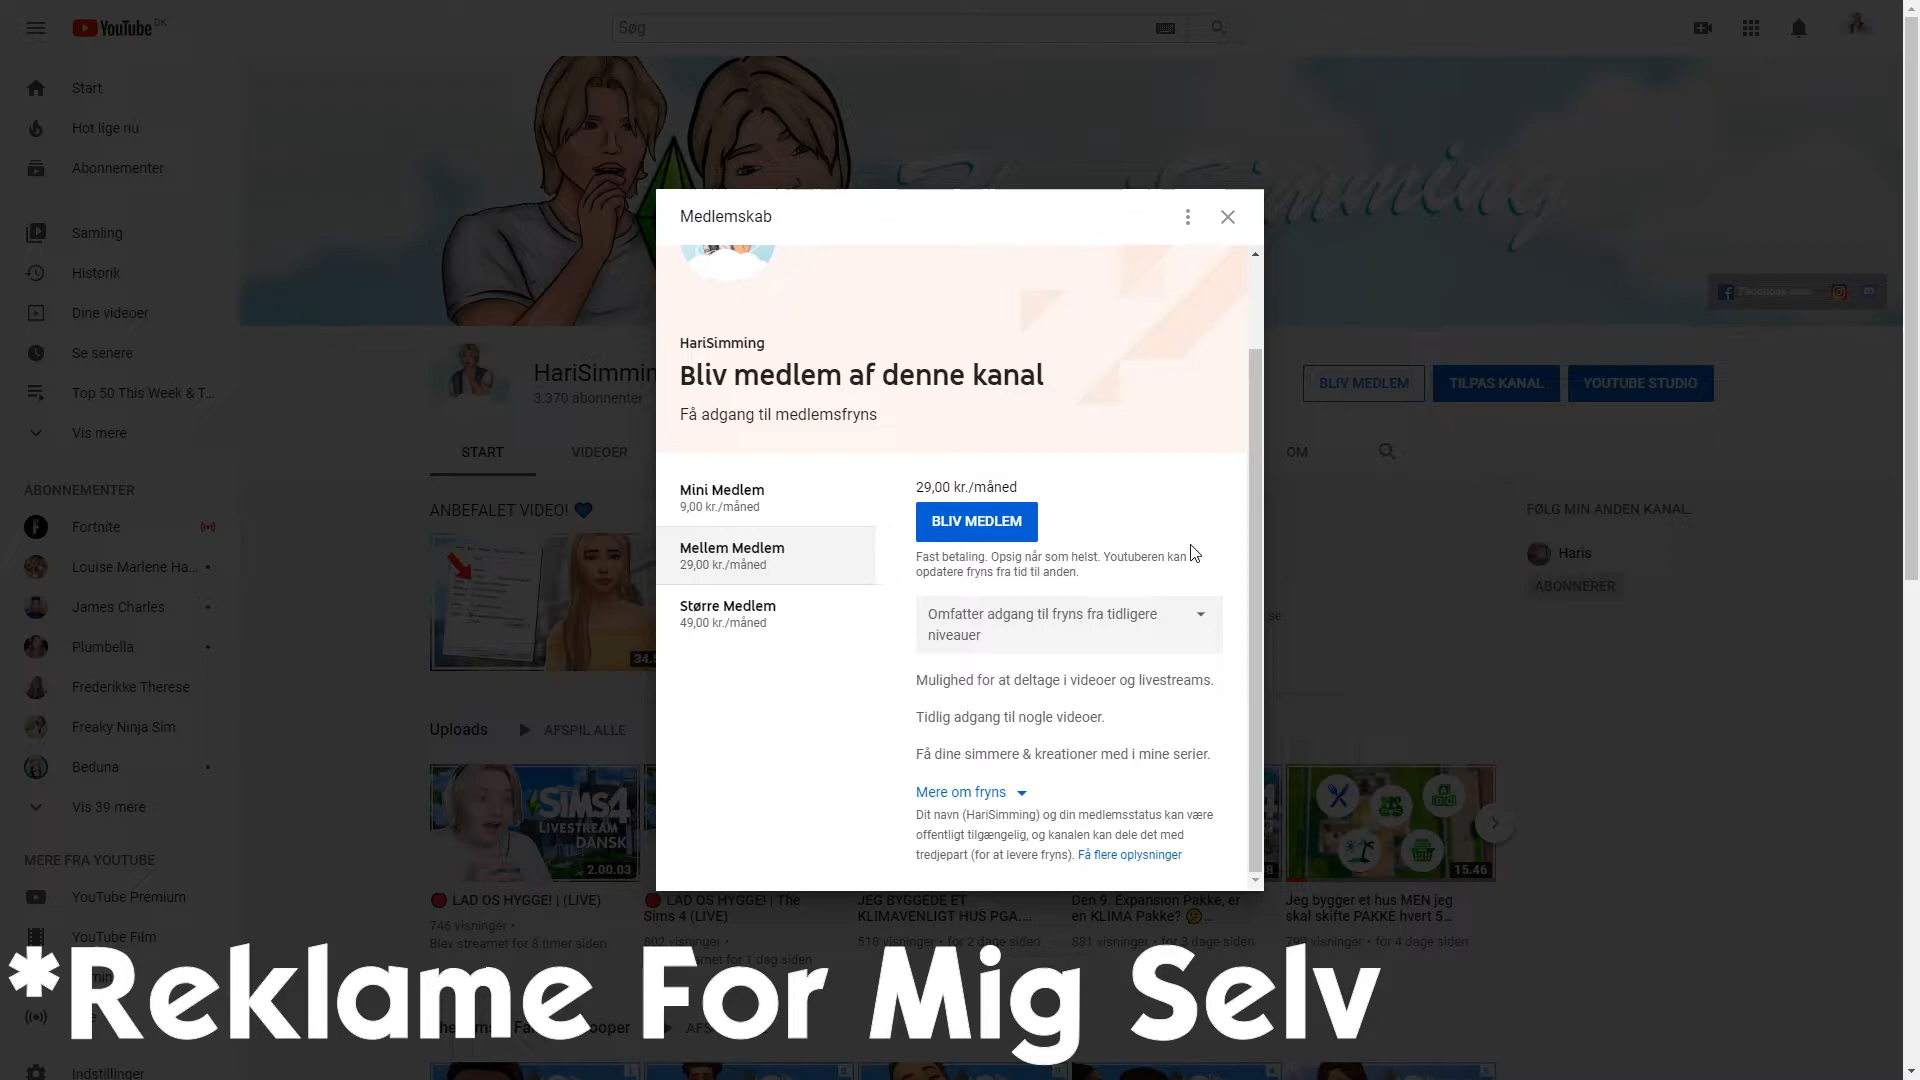 YouTube DK
Søg
Start
Hot lige nu
Abonnementer
Samling
Historik
Dine videoer
Se senere
Top 50 This Week & T...
Vis mere
ABONNEMENTER
Fortnite
Louise Marlene Ha...
James Charles
Plumbella
Frederikke Therese
Freaky Ninja Sim
Beduna
Vis 39 mere
MERE FRA YOUTUBE
YouTube Premium
YouTube Film
Indstillinger
Simming
3.370 abonnenter
BLIV MEDLEM
TILPAS KANAL
YOUTUBE STUDIO
START
VIDEOER
OM
ANBEFALET VIDEO!
FØLG MIN ANDEN KANAL.
Haris
ABONNERER
Medlemskab
HariSimming
Bliv medlem af denne kanal
Få adgang til medlemsfryns
Mini Medlem
9,00 kr./måned
Mellem Medlem
29,00 kr./måned
Større Medlem
49,00 kr./måned
29,00 kr./måned
BLIV MEDLEM
Fast betaling. Opsig når som helst. Youtuberen kan
opdatere fryns fra tid til anden.
Omfatter adgang til fryns fra tidligere
niveauer
Mulighed for at deltage i videoer og livestreams.
Tidlig adgang til nogle videoer.
Få dine simmere & kreationer med i mine serier.
Mere om fryns
Dit navn (HariSimming) og din medlemsstatus kan være
offentligt tilgængelig, og kanalen kan dele det med
tredjepart (for at levere fryns). Få flere oplysninger
Uploads
AFSPIL ALLE
SIMS4
LIVESTREAM
DANSK
2.00.03
15.46
LAD OS HYGGE! | (LIVE)
746 visninger •
Blev streamet for 8 timer siden
LAD OS HYGGE! | The
Sims 4 (LIVE)
802 visninger •
JEG BYGGEDE ET
KLIMAVENLIGT HUS PGA....
518 visninger • for 2 dage siden
Den 9. Expansion Pakke, er
en KLIMA Pakke? ...
881 visninger • for 3 dage siden
Jeg bygger et hus MEN jeg
skal skifte PAKKE hvert 5...
visninger • for 4 dage siden
*Reklame For Mig Selv